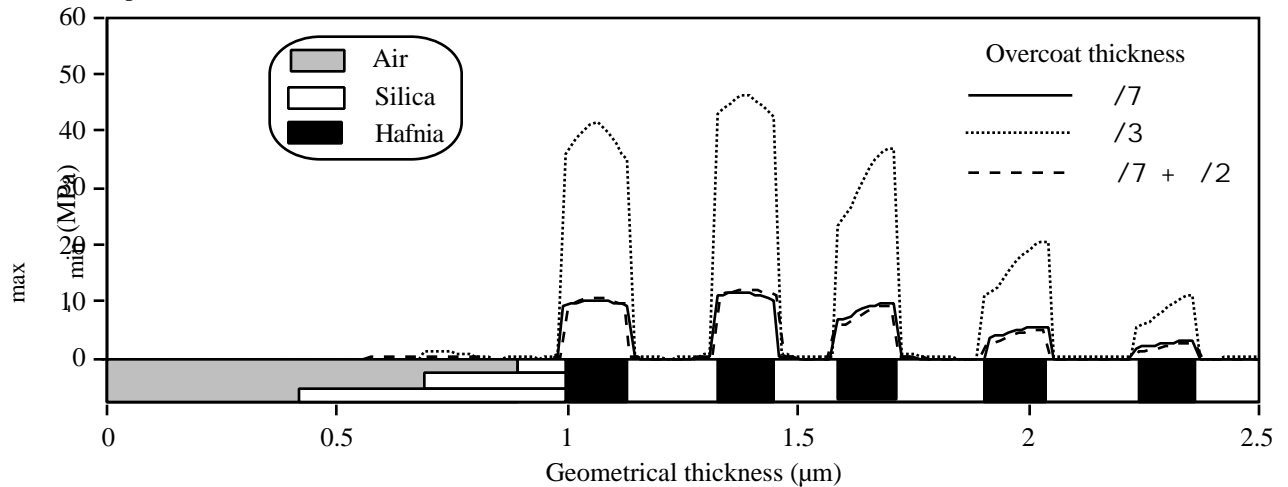 60
50
40
30
20
10
0
max
- min (MPa)
Air
Silica
Hafnia
Overcoat thickness
/7
/3
/7 + /2
0 0.5 1 1.5 2 2.5
Geometrical thickness (µm)